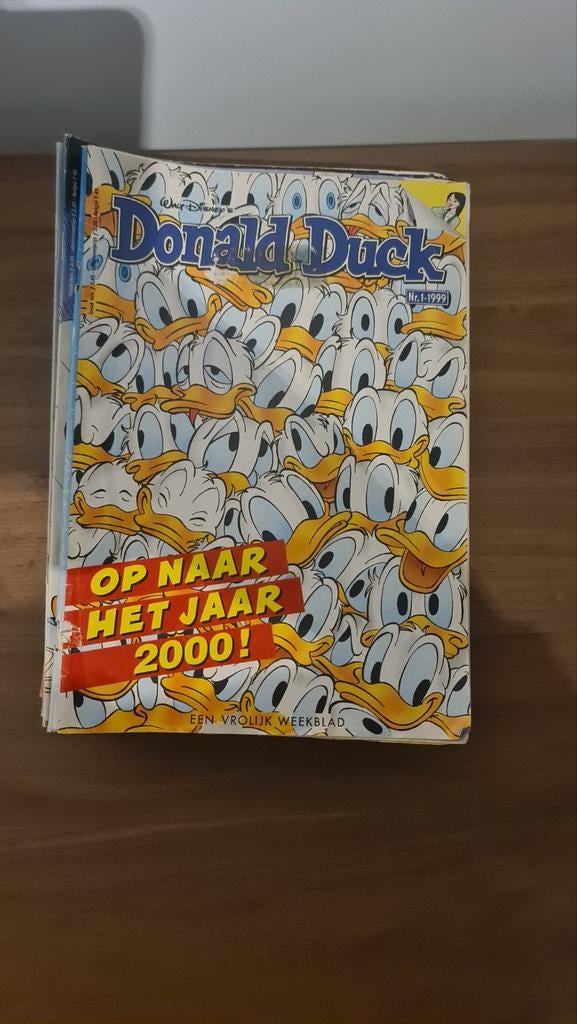 WALT DISNEY'S
Donald Duck
Nr. 1-1999
OP NAAR
HET JAAR
2000!
EEN VROLIJK WEEKBLAD